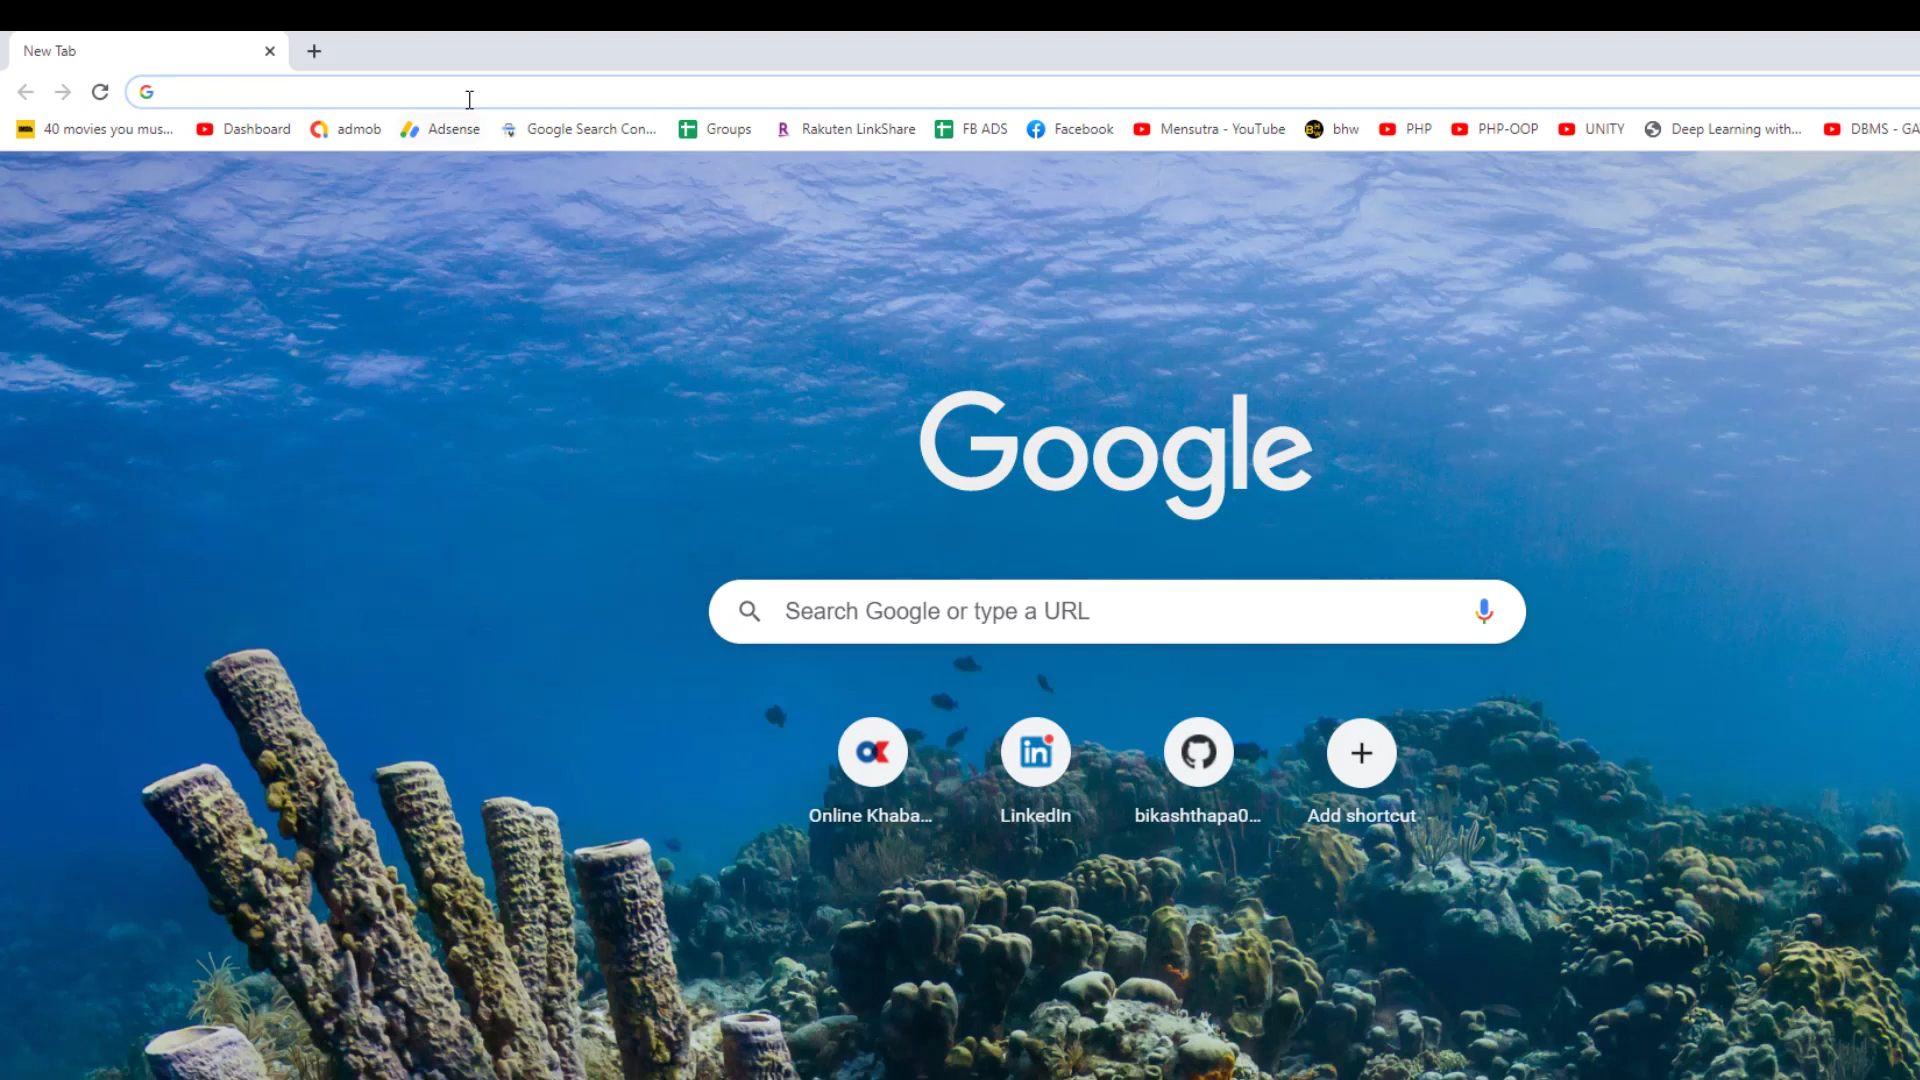 New Tab
40 movies you mus...
Dashboard
admob
Adsense
Google Search Con...
Groups
Rakuten LinkShare
FB ADS
Facebook
Mensutra - YouTube
bhw
PHP
PHP-OOP
UNITY
Deep Learning with...
DBMS - GA
Google
Search Google or type a URL
Online Khaba...
LinkedIn
bikashthapa0...
Add shortcut